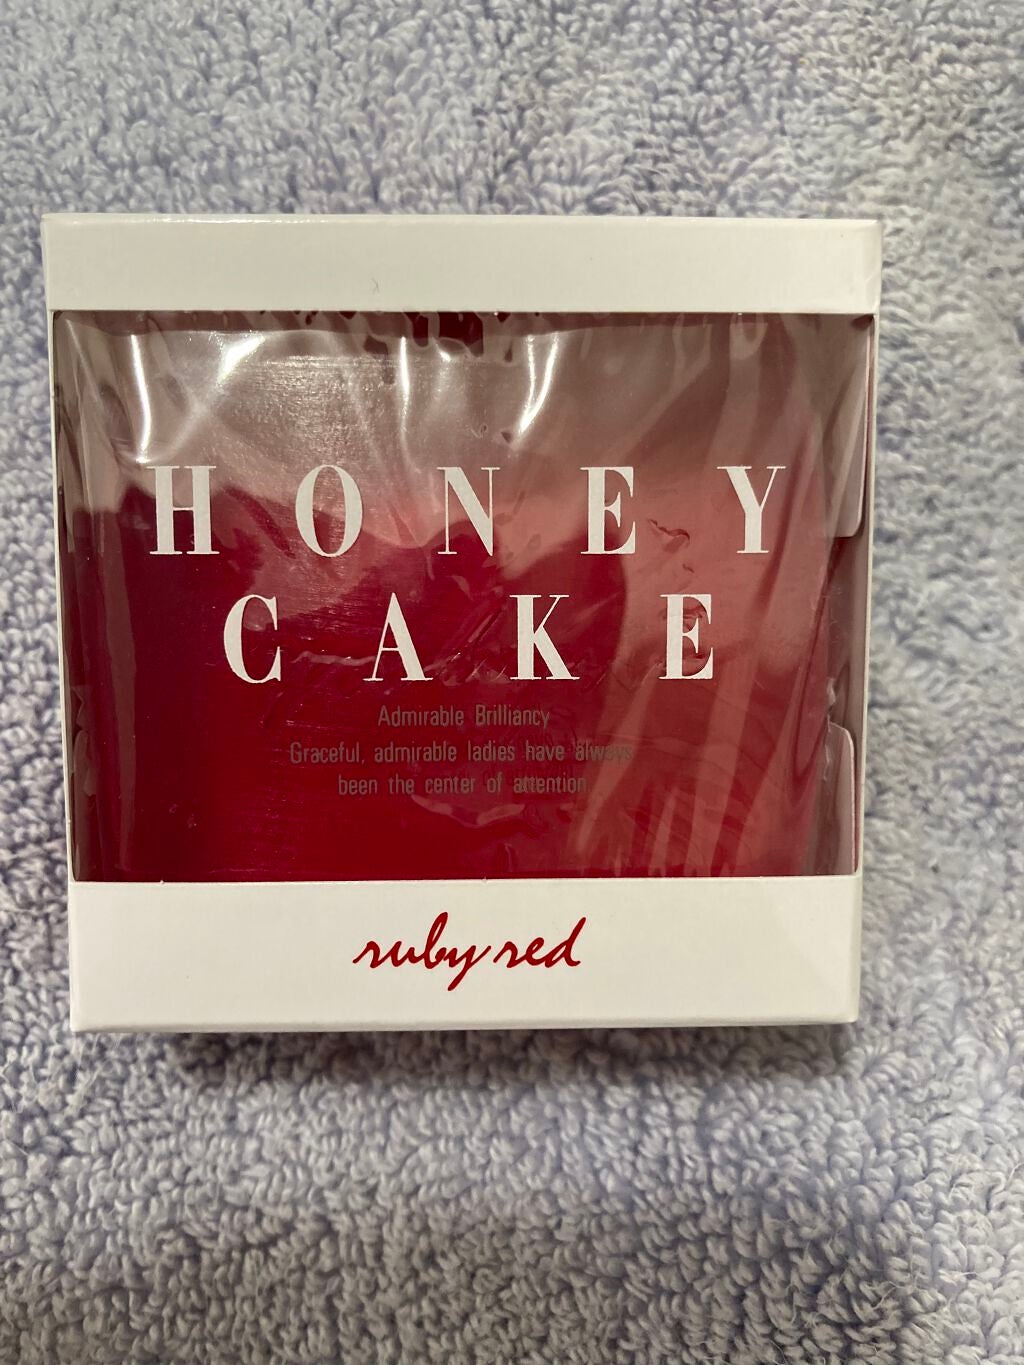 HONEY
CAKE
Admirable Brilliancy
Graceful, admirable ladies have always
been the center of attention
ruby red